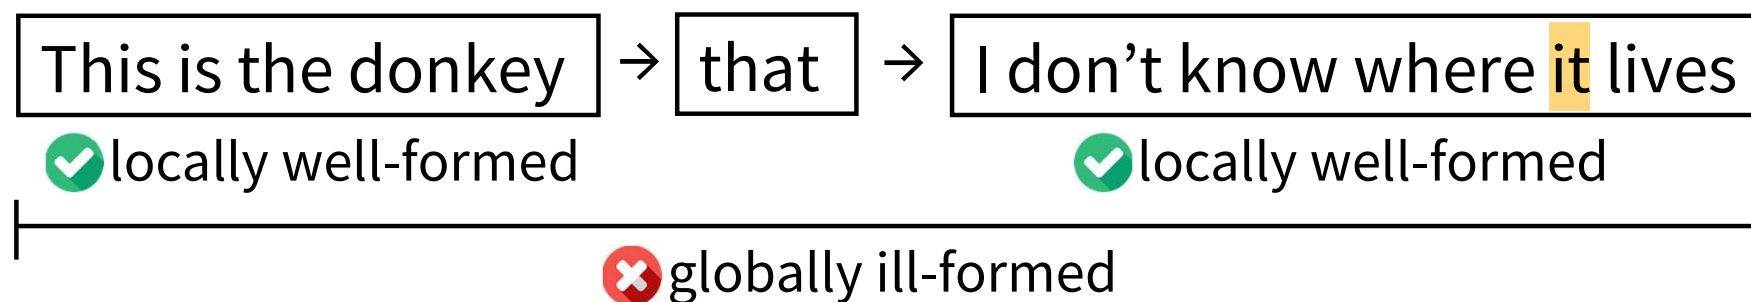 This is the donkey → that → I don’t know where it lives
locally well-formed locally well-formed
globally ill-formed